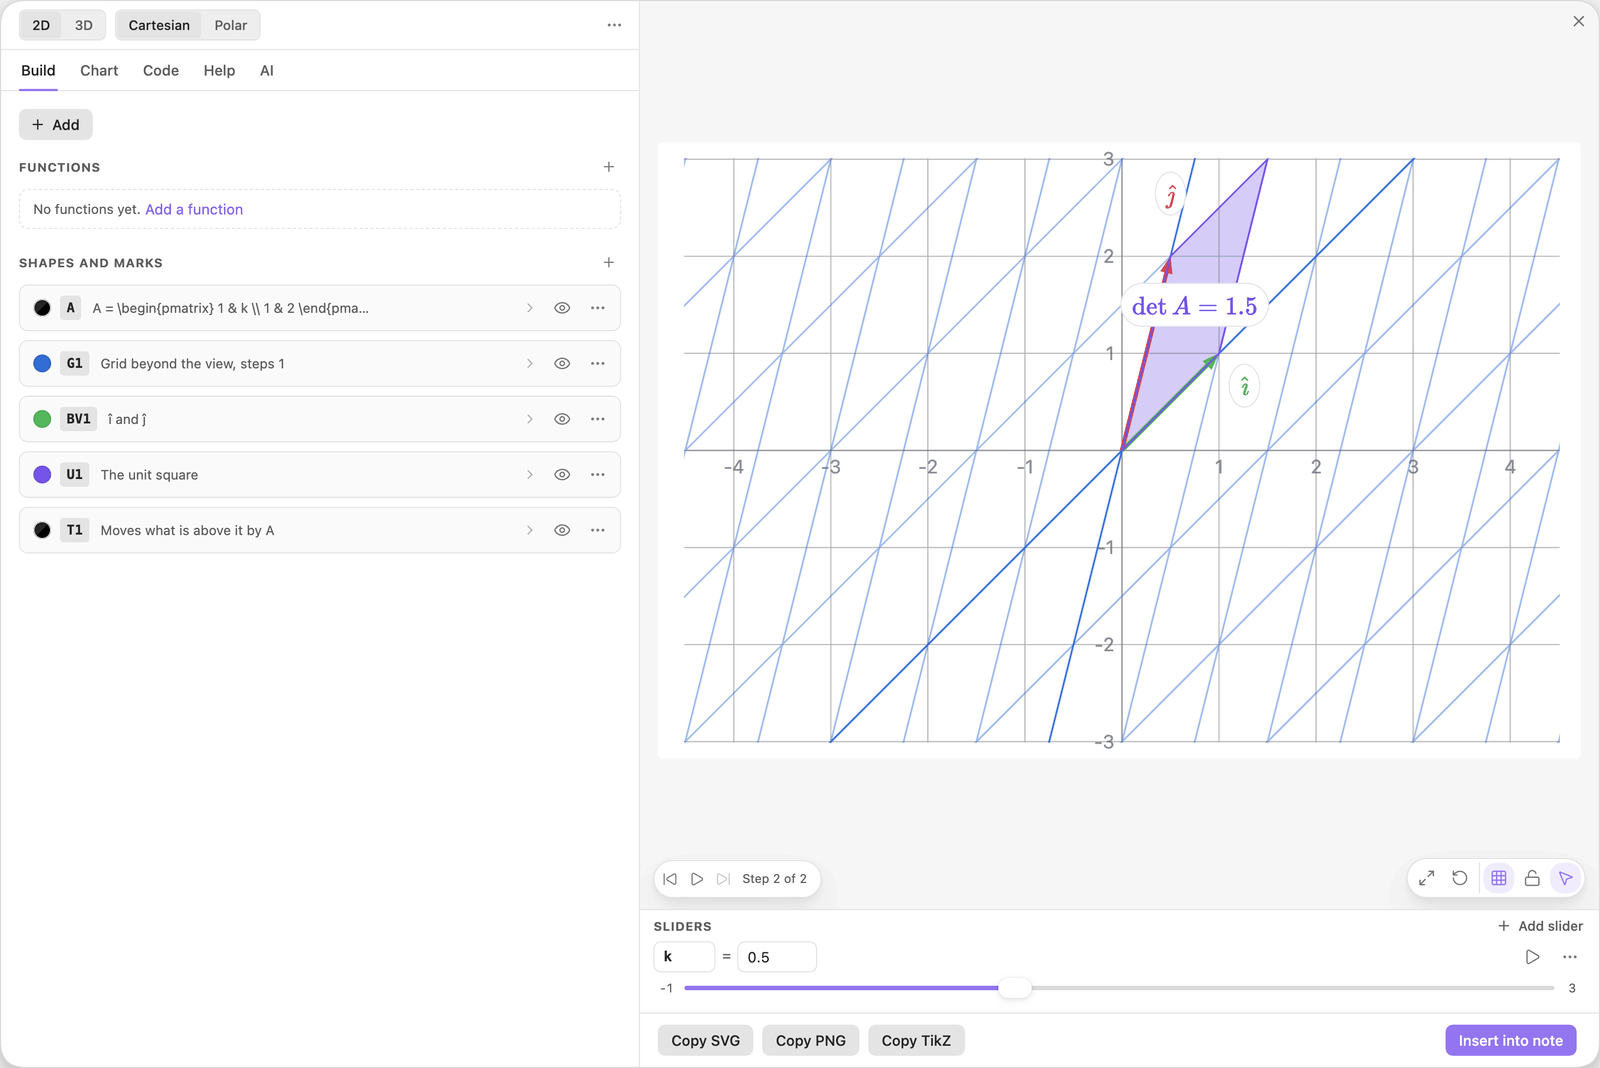 2D 3D Cartesian Polar
Build Chart Code Help AI
+ Add
FUNCTIONS
No functions yet. Add a function
SHAPES AND MARKS
A A = \begin{pmatrix} 1 & k \\ 1 & 2 \end{pma...
G1 Grid beyond the view, steps 1
BV1 î and ĵ
U1 The unit square
T1 Moves what is above it by A
3
ĵ
2
det A = 1.5
1
î
-4 -3 -2 -1 1 2 3 4
-1
-2
-3
Step 2 of 2
SLIDERS + Add slider
k = 0.5
-1 3
Copy SVG Copy PNG Copy TikZ Insert into note